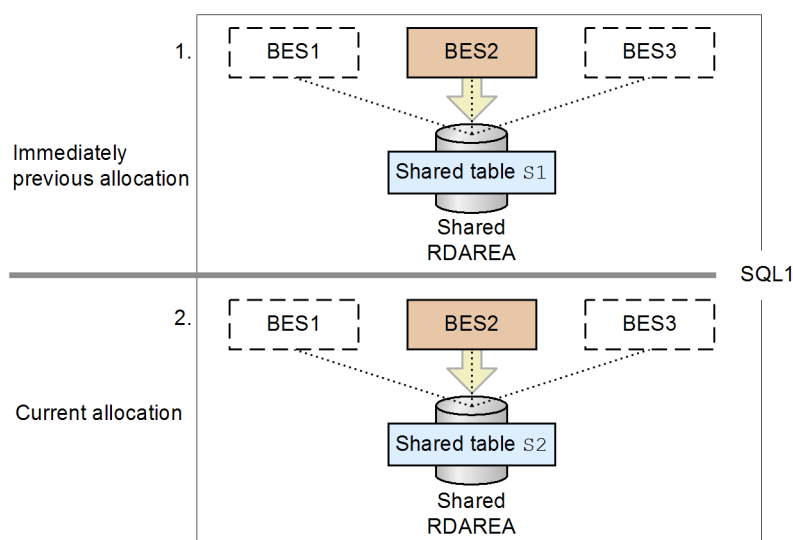 1.
BES1
BES2
BES3
Immediately
previous allocation
Shared table S1
Shared
RDAREA
SQL1
2.
BES1
BES2
BES3
Current allocation
Shared table S2
Shared
RDAREA